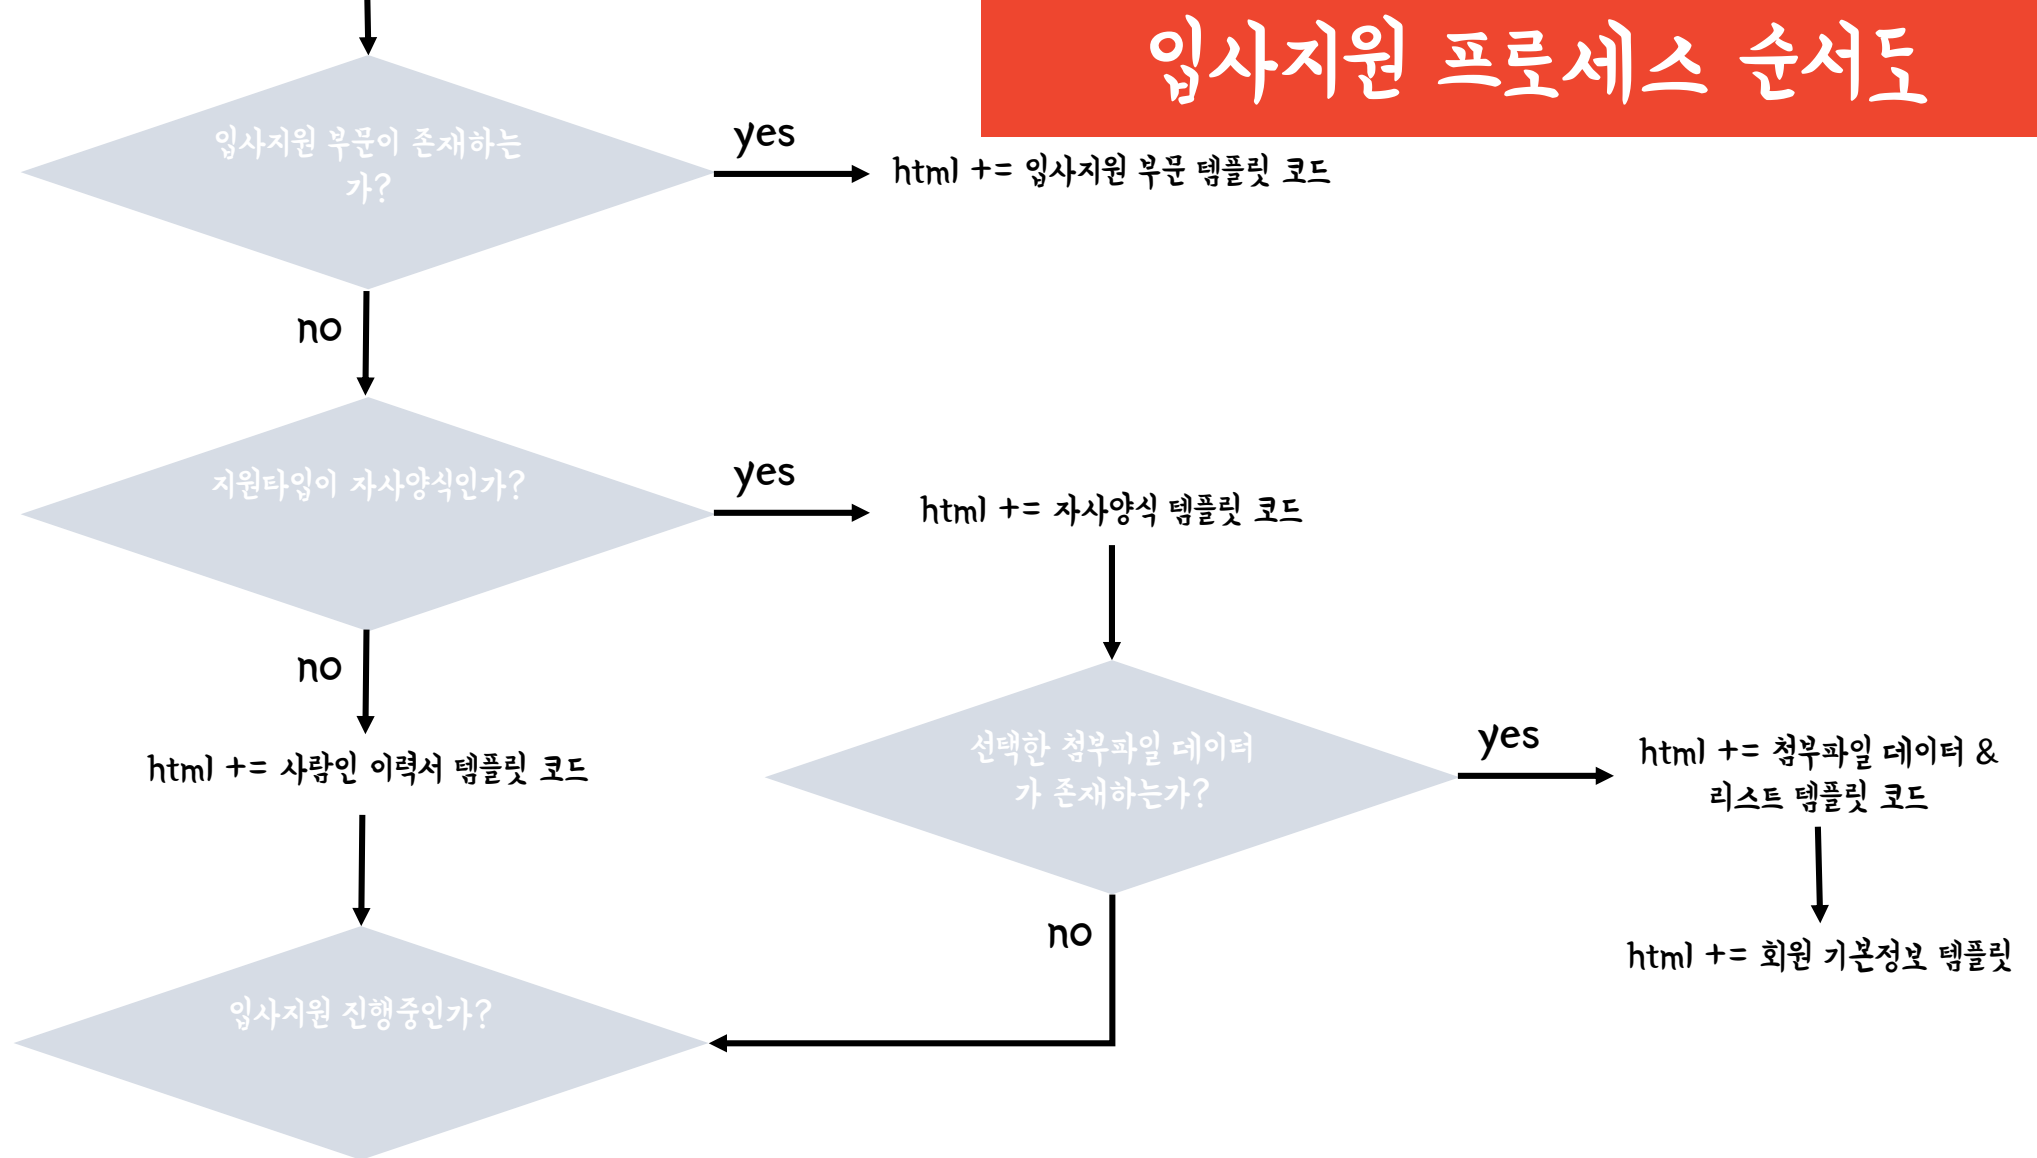 입사지원 프로세스 순서도
입사지원 부문이 존재하는
가?
yes
html += 입사지원 부문 템플릿 코드
no
지원타입이 자사양식인가?
yes
html += 자사양식 템플릿 코드
no
html += 사람인 이력서 템플릿 코드
선택한 첨부파일 데이터
가 존재하는가?
yes
html += 첨부파일 데이터 &
리스트 템플릿 코드
no
html += 회원 기본정보 템플릿
입사지원 진행중인가?